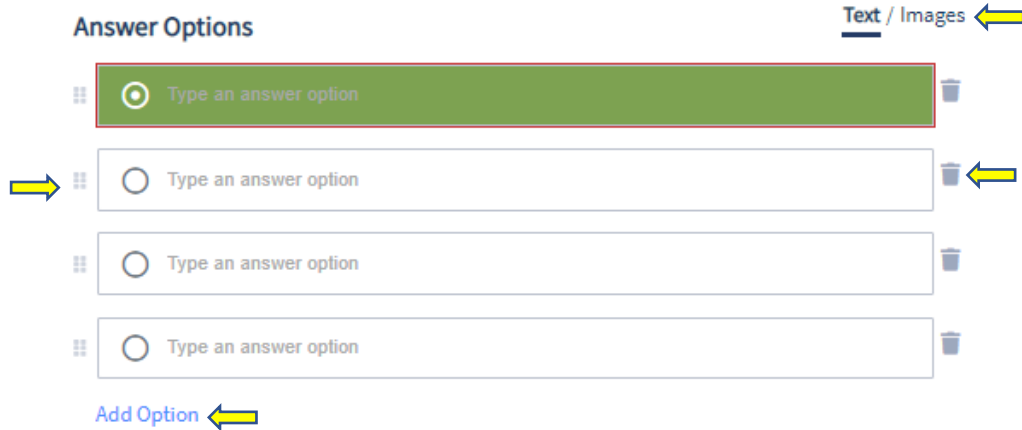 Answer Options
Text / Images
Type an answer option
Type an answer option
Type an answer option
Type an answer option
Add Option